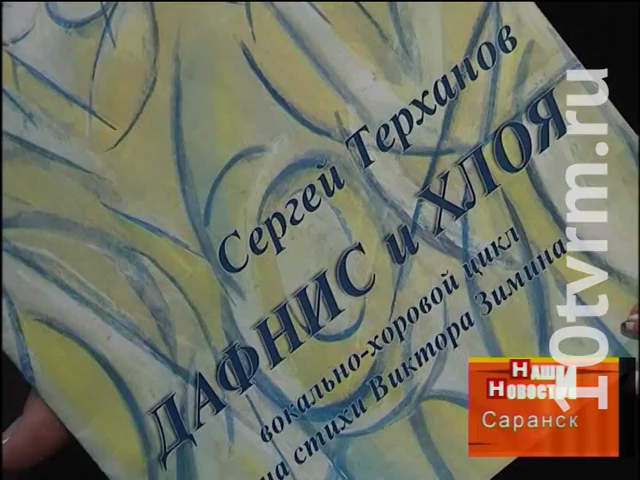 Сергей Терханов
ДАФНИС и ХЛОЯ
вокально-хоровой цикл
на стихи Виктора Зимина
10tvrm.ru
Наши
Новости
Саранск